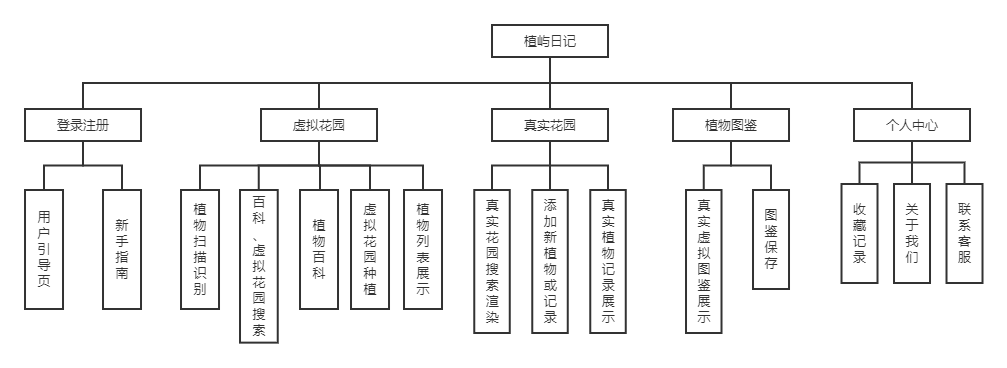 植屿日记
登录注册
虚拟花园
真实花园
植物图鉴
个人中心
用户引导页
新手指南
植物扫描识别
百科、虚拟花园搜索
植物百科
虚拟花园种植
植物列表展示
真实花园搜索渲染
添加新植物或记录
真实植物记录展示
真实虚拟图鉴展示
图鉴保存
收藏记录
关于我们
联系客服